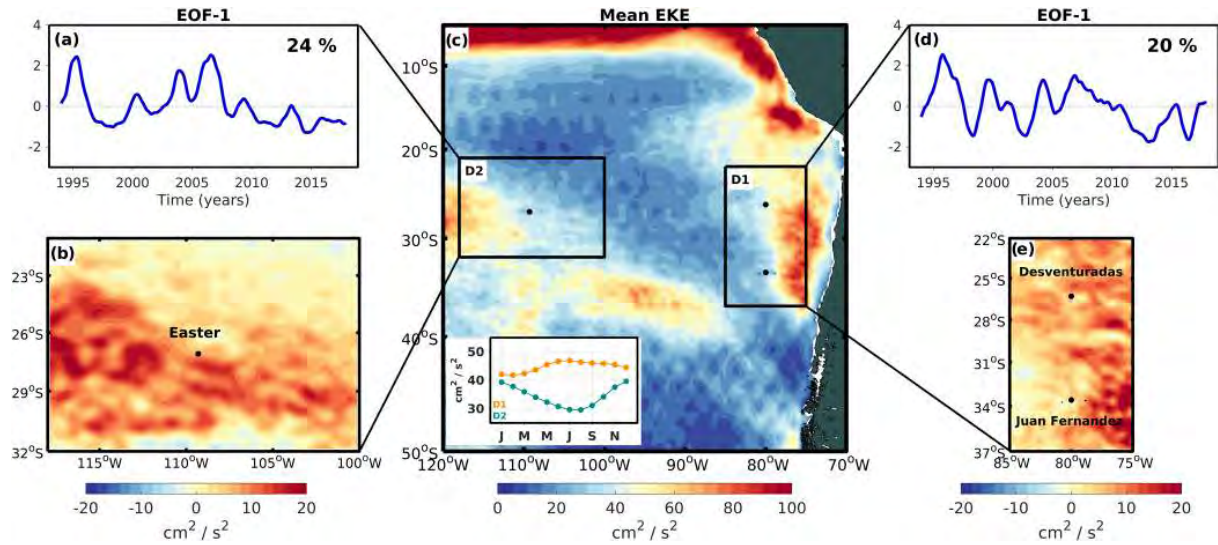 EOF-1
(a)
24 %
4
2
0
-2
1995
2000
2005
2010
2015
Time (years)
(b)
Easter
23°S
26°S
29°S
32°S
115°W
110°W
105°W
100°W
-20
-10
0
10
20
cm² / s²
Mean EKE
(c)
D2
D1
10°S
20°S
30°S
40°S
50°S
120°W
110°W
100°W
90°W
80°W
70°W
50
40
30
cm² / s²
D1
D2
J M M J S N
0
20
40
60
80
100
cm² / s²
EOF-1
(d)
20 %
4
2
0
-2
1995
2000
2005
2010
2015
Time (years)
(e)
Desventuradas
Juan Fernandez
22°S
25°S
28°S
31°S
34°S
37°S
85°W
80°W
75°W
-20
-10
0
10
20
cm² / s²